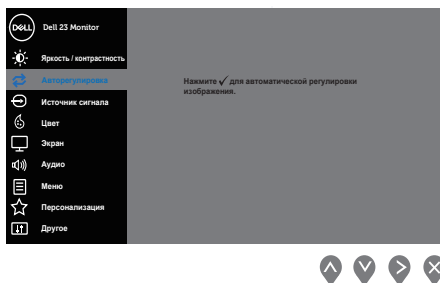 DELL
Dell 23 Monitor
Яркость / контрастность
Авторегулировка
Источник сигнала
Цвет
Экран
Аудио
Меню
Персонализация
Другое
Нажмите ✓ для автоматической регулировки
изображения.